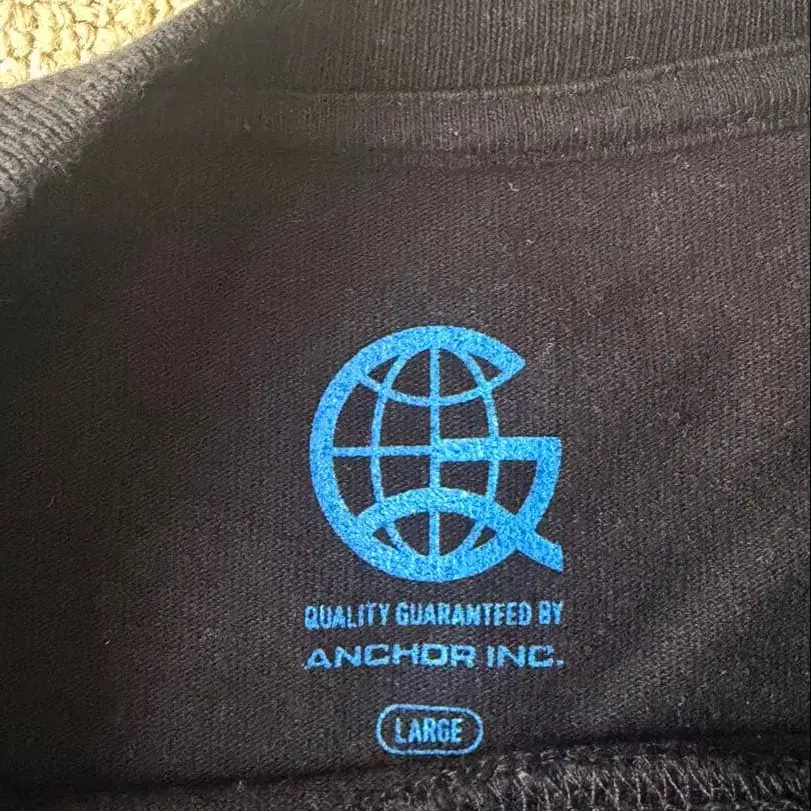 QUALITY GUARANTEED BY
ANCHOR INC.
LARGE